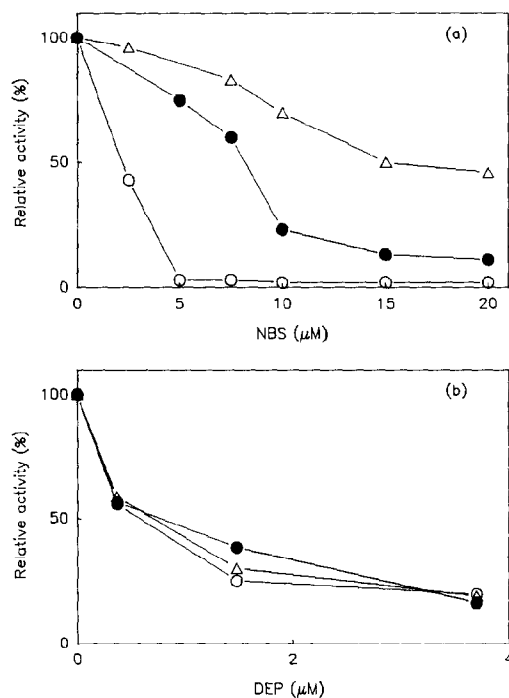 (a)
100
50
0
Relative activity (%)
0 5 10 15 20
NBS (µM)
(b)
100
50
0
Relative activity (%)
0 2 4
DEP (µM)